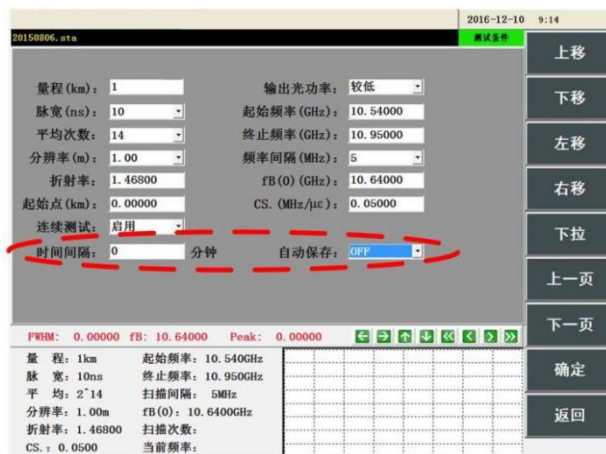 2016-12-10 9:14
20150806.sta 测试条件
量程(km): 1 输出光功率: 较低
脉宽(ns): 10 起始频率(GHz): 10.54000
平均次数: 14 终止频率(GHz): 10.95000
分辨率(m): 1.00 频率间隔(MHz): 5
折射率: 1.46800 fB(0)(GHz): 10.64000
起始点(km): 0.00000 CS.(MHz/με): 0.05000
连续测试: 启用
时间间隔: 0 分钟 自动保存: OFF
FWHM: 0.00000 fB: 10.64000 Peak: 0.00000
量 程: 1km 起始频率: 10.540GHz
脉 宽: 10ns 终止频率: 10.950GHz
平 均: 2^14 扫描间隔: 5MHz
分辨率: 1.00m fB(0): 10.6400GHz
折射率: 1.46800 扫描次数:
CS.: 0.0500 当前频率:
上移
下移
左移
右移
下拉
上一页
下一页
确定
返回